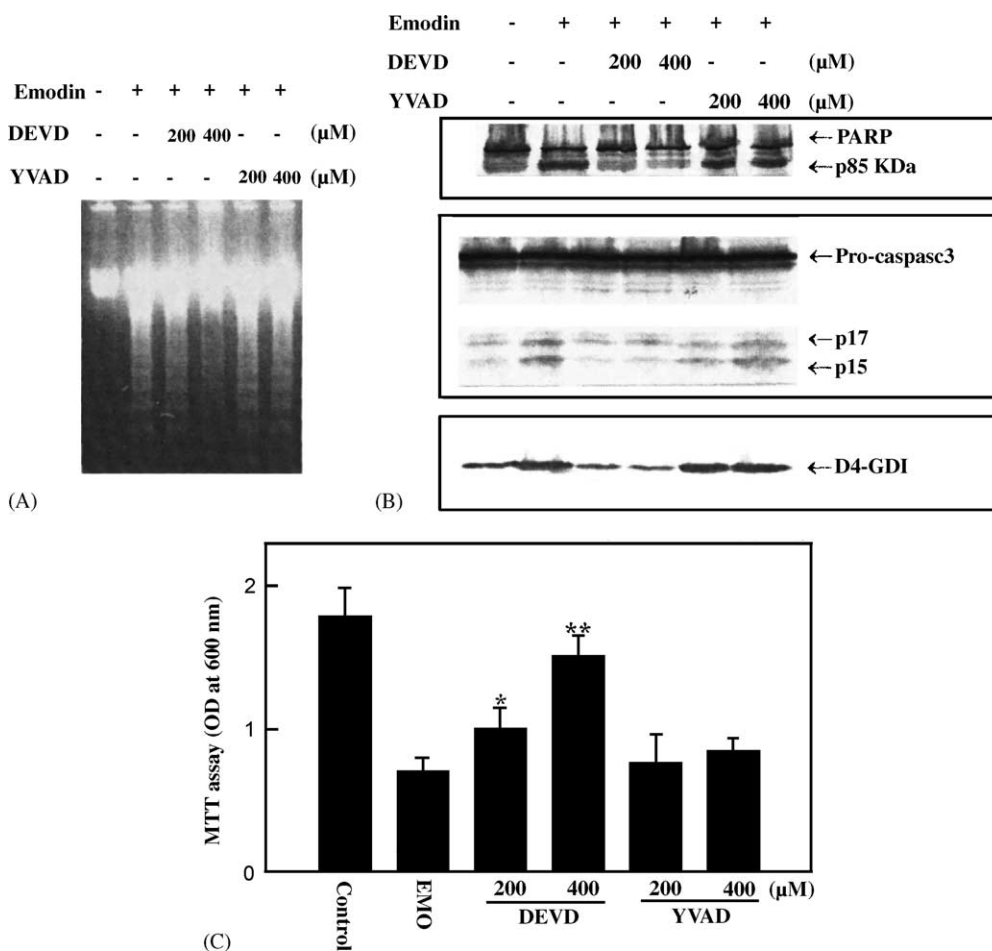 Emodin - + + + + +
DEVD - - 200 400 - - (μM)
YVAD - - - - 200 400 (μM)
(A)
Emodin - + + + + +
DEVD - - 200 400 - - (μM)
YVAD - - - - 200 400 (μM)
←PARP
←p85 KDa
←Pro-caspasc3
←p17
←p15
←D4-GDI
(B)
MTT assay (OD at 600 nm)
2
1
0
*
**
Control
EMO
200 400 200 400 (μM)
DEVD YVAD
(C)